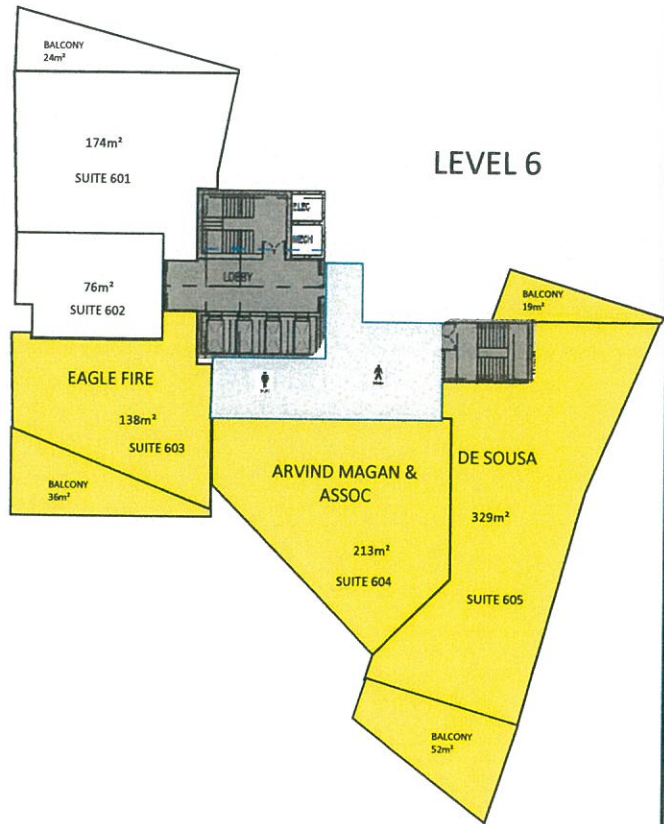 BALCONY
24m²
174m²
SUITE 601
LEVEL 6
ELEC
MECH
LOBBY
76m²
SUITE 602
BALCONY
19m²
EAGLE FIRE
138m²
SUITE 603
BALCONY
36m²
ARVIND MAGAN &
ASSOC
213m²
SUITE 604
DE SOUSA
329m²
SUITE 605
BALCONY
52m²